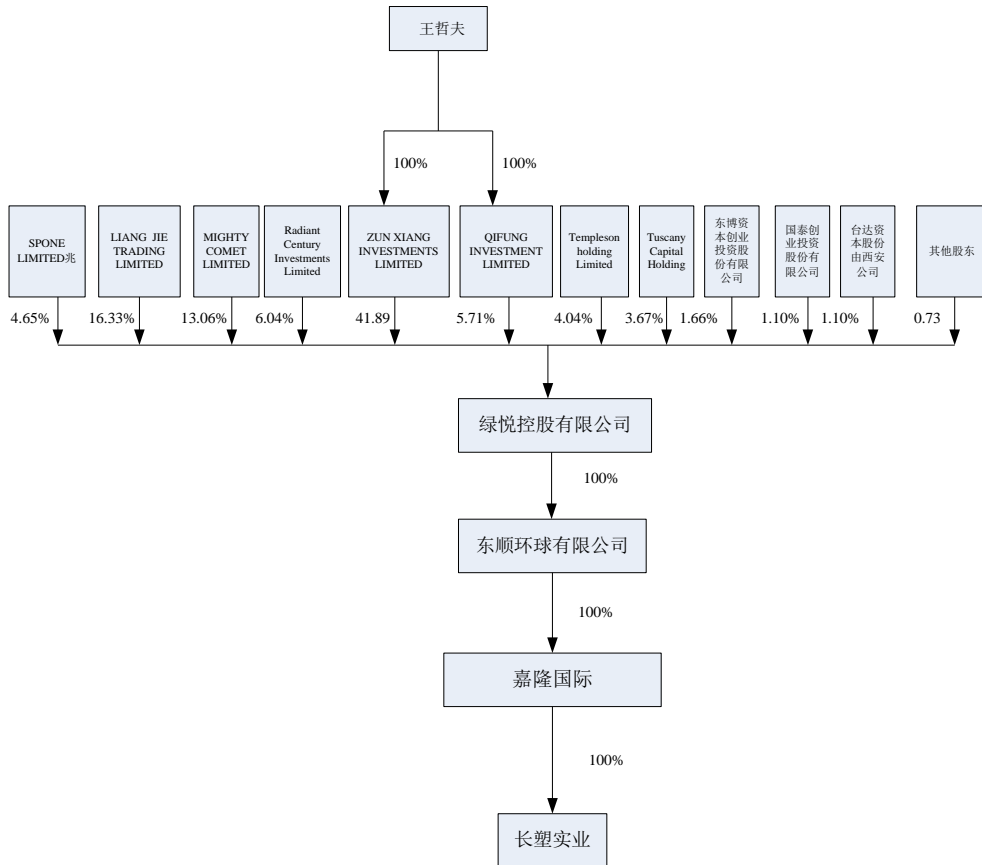 王哲夫
100%
100%
SPONE
LIMITED兆
LIANG JIE
TRADING
LIMITED
MIGHTY
COMET
LIMITED
Radiant
Century
Investments
Limited
ZUN XIANG
INVESTMENTS
LIMITED
QIFUNG
INVESTMENT
LIMITED
Templeson
holding
Limited
Tuscany
Capital
Holding
东博资
本创业
投资股
份有限
公司
国泰创
业投资
股份有
限公司
台达资
本股份
由西安
公司
其他股东
4.65%
16.33%
13.06%
6.04%
41.89
5.71%
4.04%
3.67%
1.66%
1.10%
1.10%
0.73
绿悦控股有限公司
100%
东顺环球有限公司
100%
嘉隆国际
100%
长塑实业